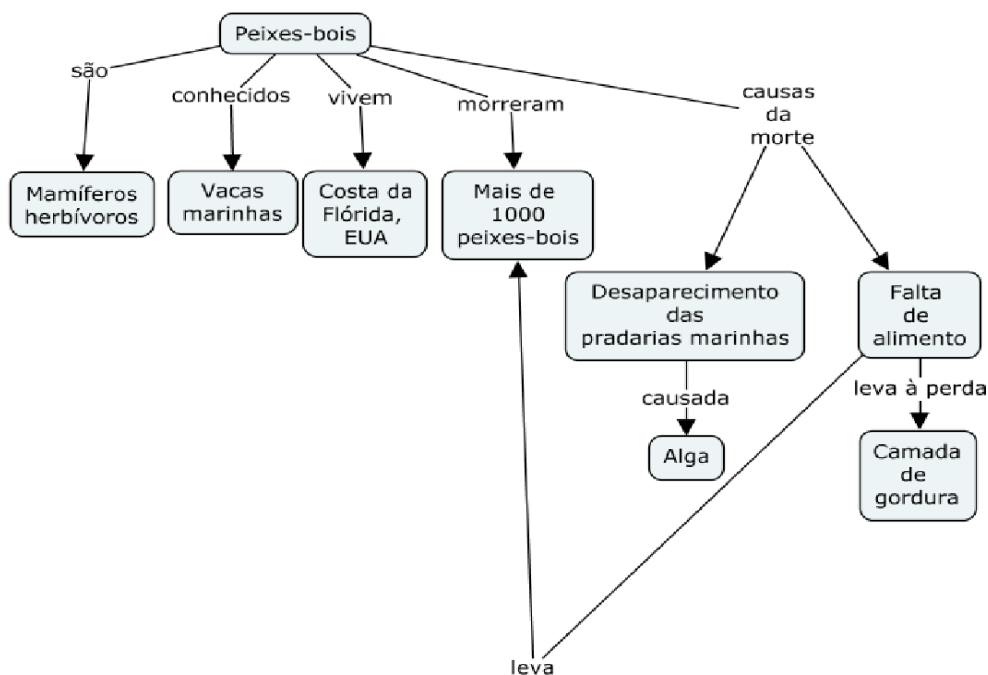 Peixes-bois
são
conhecidos
vivem
morreram
causas
da
morte
Mamíferos
herbívoros
Vacas
marinhas
Costa da
Flórida,
EUA
Mais de
1000
peixes-bois
Desaparecimento
das
pradarias marinhas
Falta
de
alimento
causada
leva à perda
Alga
Camada
de
gordura
leva